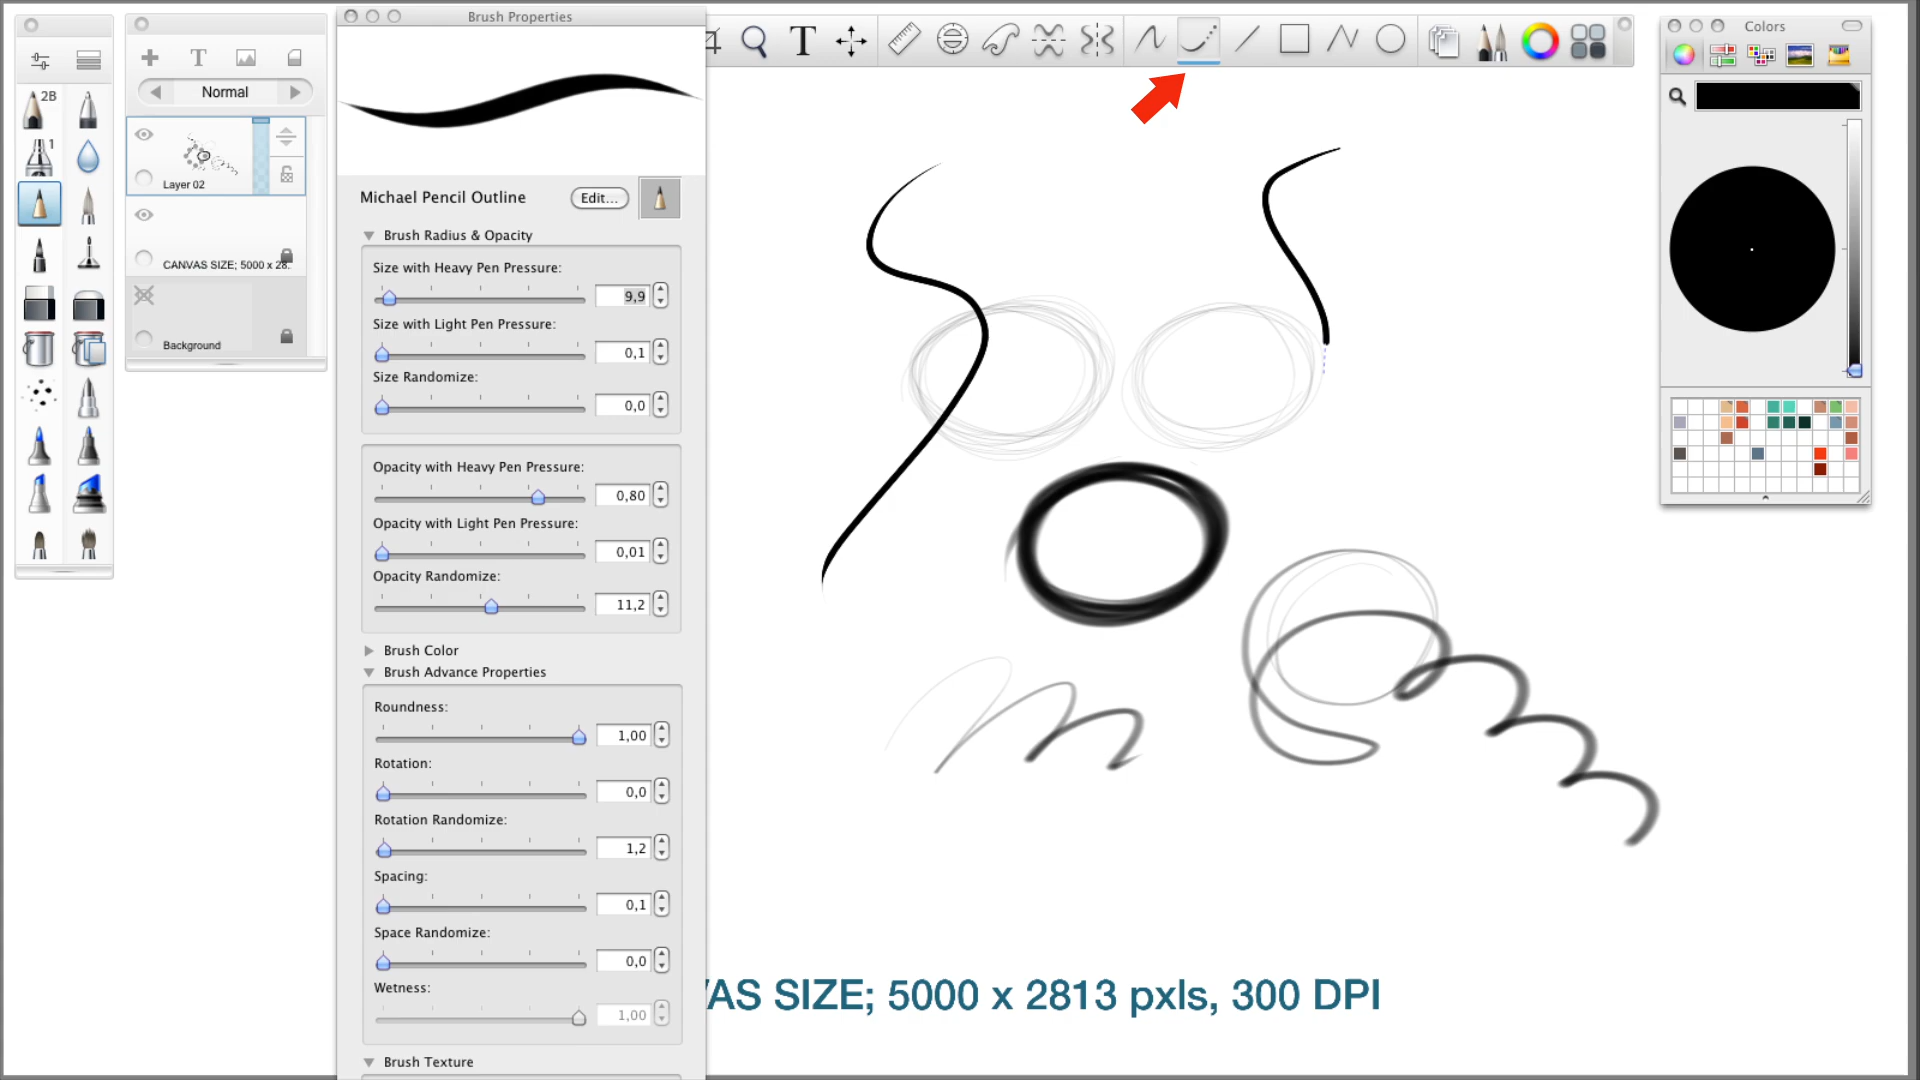 Brush Properties
Colors
T
T
Normal
2B
1
Layer 02
CANVAS SIZE; 5000 x 28.
Background
Michael Pencil Outline
Edit...
Brush Radius & Opacity
Size with Heavy Pen Pressure:
9,9
Size with Light Pen Pressure:
0,1
Size Randomize:
0,0
Opacity with Heavy Pen Pressure:
0,80
Opacity with Light Pen Pressure:
0,01
Opacity Randomize:
11,2
Brush Color
Brush Advance Properties
Roundness:
1,00
Rotation:
0,0
Rotation Randomize:
1,2
Spacing:
0,1
Space Randomize:
0,0
Wetness:
1,00
Brush Texture
VAS SIZE; 5000 x 2813 pxls, 300 DPI